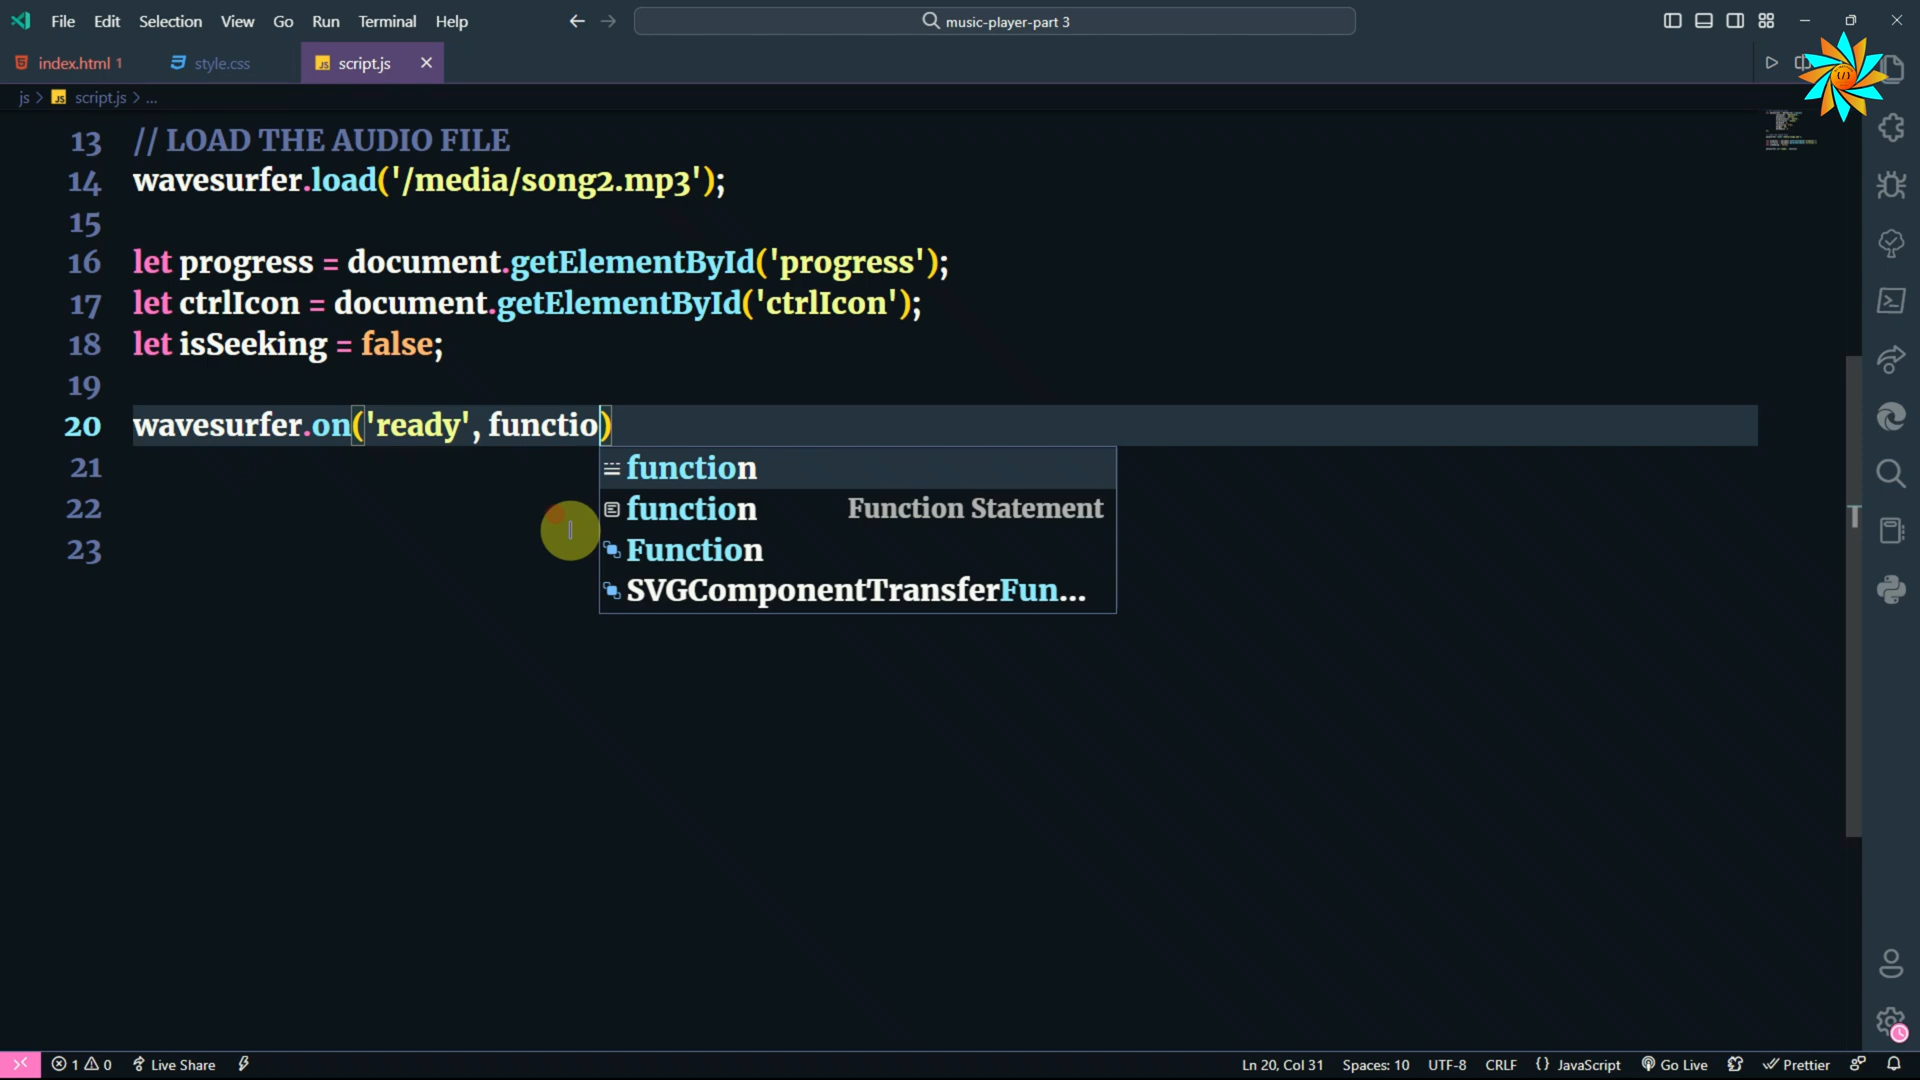 File Edit Selection View Go Run Terminal Help
music-player-part 3
index.html 1
style.css
JS script.js
js > JS script.js > ...
13 // LOAD THE AUDIO FILE
14 wavesurfer.load('/media/song2.mp3');
15
16 let progress = document.getElementById('progress');
17 let ctrlIcon = document.getElementById('ctrlIcon');
18 let isSeeking = false;
19
20 wavesurfer.on('ready', functio)
21 function
22 function Function Statement
23 Function
SVGComponentTransferFun...
1 0 Live Share
Ln 20, Col 31 Spaces: 10 UTF-8 CRLF {} JavaScript Go Live Prettier